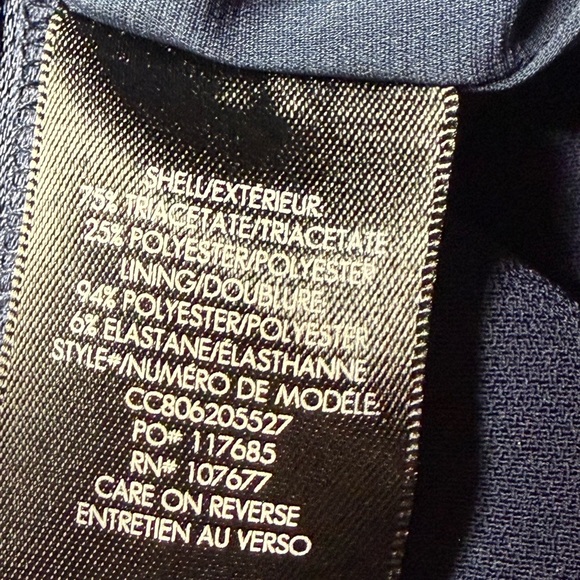 SHELL/EXTÉRIEUR.
75% TRIACETATE/TRIACETATE
25% POLYESTER/POLYESTER
LINING/DOUBLURE.
94% POLYESTER/POLYESTER
6% ELASTANE/ÉLASTHANNE
STYLE#/NUMÉRO DE MODÈLE.
CC806205527
PO# 117685
RN# 107677
CARE ON REVERSE
ENTRETIEN AU VERSO